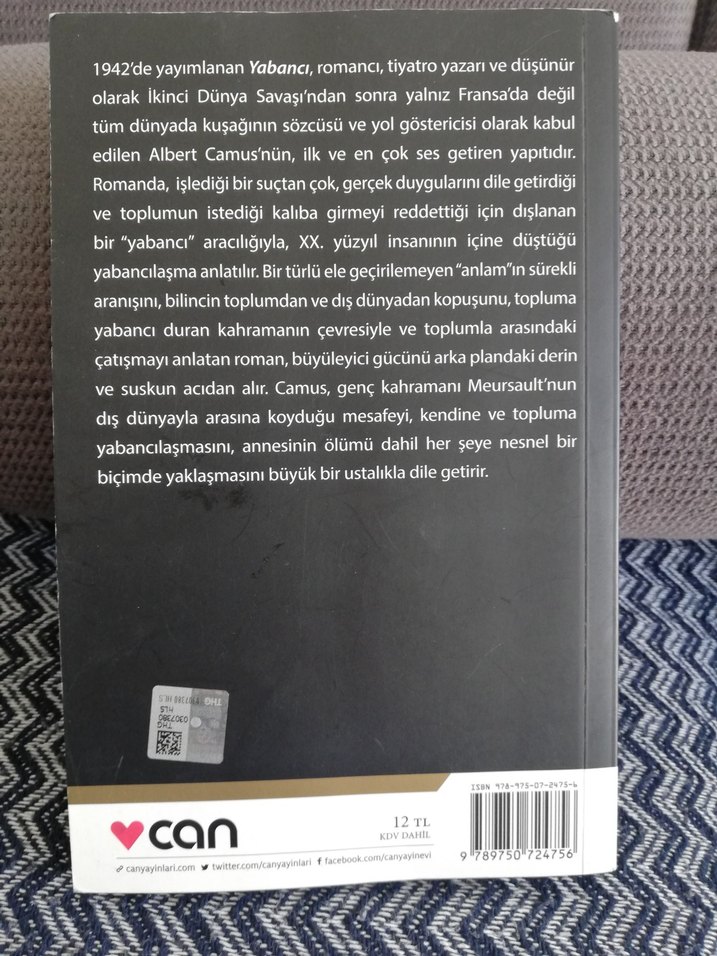 1942’de yayımlanan Yabancı, romancı, tiyatro yazarı ve düşünür
olarak İkinci Dünya Savaşı’ndan sonra yalnız Fransa’da değil
tüm dünyada kuşağının sözcüsü ve yol göstericisi olarak kabul
edilen Albert Camus’nün, ilk ve en çok ses getiren yapıtıdır.
Romanda, işlediği bir suçtan çok, gerçek duygularını dile getirdiği
ve toplumun istediği kalıba girmeyi reddettiği için dışlanan
bir “yabancı” aracılığıyla, XX. yüzyıl insanının içine düştüğü
yabancılaşma anlatılır. Bir türlü ele geçirilemeyen “anlam”ın sürekli
aranışını, bilincin toplumdan ve dış dünyadan kopuşunu, topluma
yabancı duran kahramanın çevresiyle ve toplumla arasındaki
çatışmayı anlatan roman, büyüleyici gücünü arka plandaki derin
ve suskun acıdan alır. Camus, genç kahramanı Meursault’nun
dış dünyayla arasına koyduğu mesafeyi, kendine ve topluma
yabancılaşmasını, annesinin ölümü dahil her şeye nesnel bir
biçimde yaklaşmasını büyük bir ustalıkla dile getirir.
THG
0307380
HLS
THG 0307380 HLS
can
12 TL
KDV DAHİL
ISBN 978-975-07-2475-6
9 789750 724756
canyayinlari.com twitter.com/canyayinlari facebook.com/canyayinevi